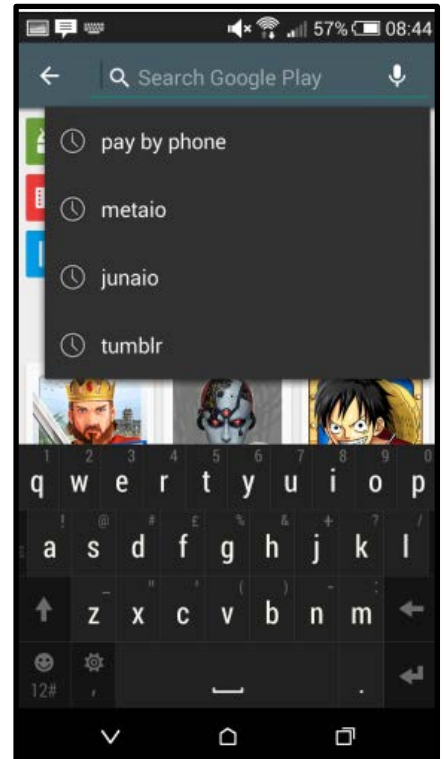 57% 08:44
Search Google Play
pay by phone
metaio
junaio
tumblr
1 2 3 4 5 6 7 8 9 0
q w e r t y u i o p
! @ # £ % & + ? /
a s d f g h j k l
_ " ' ( ) - :
z x c v b n m
12# , .